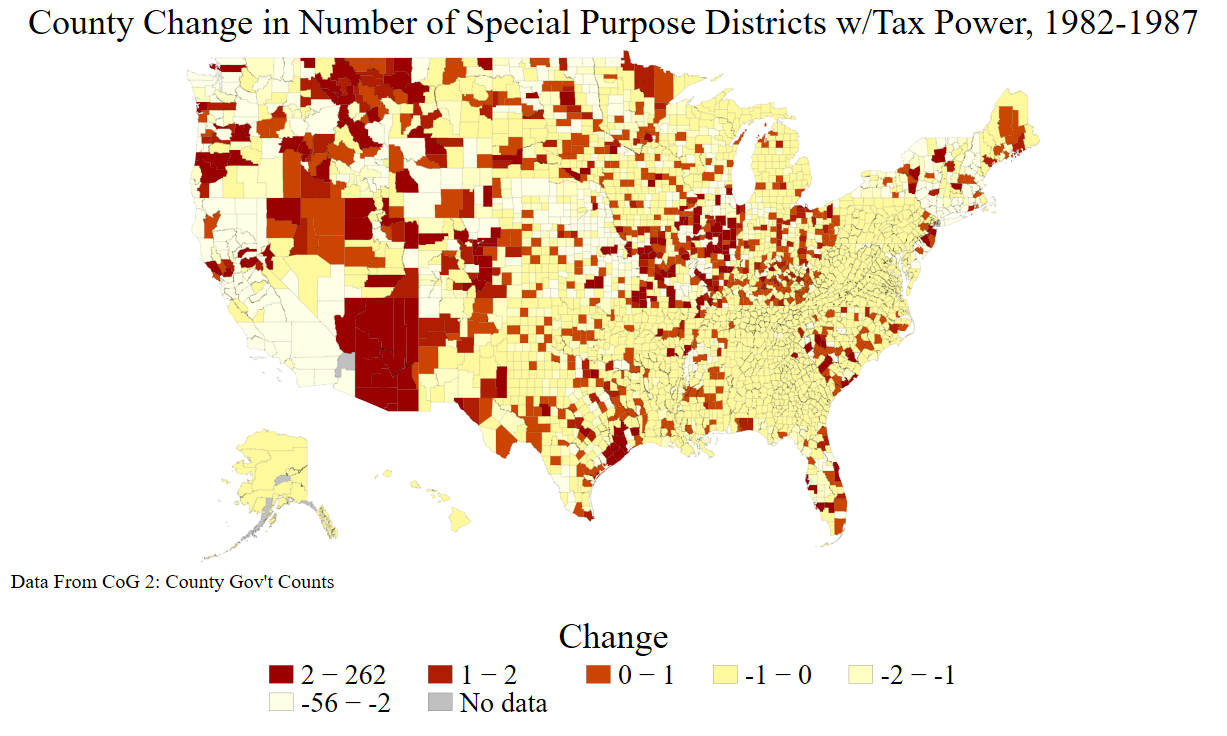 County Change in Number of Special Purpose Districts w/Tax Power, 1982-1987
Data From CoG 2: County Gov't Counts
Change
2 − 262 1 − 2 0 − 1 -1 − 0 -2 − -1
-56 − -2 No data